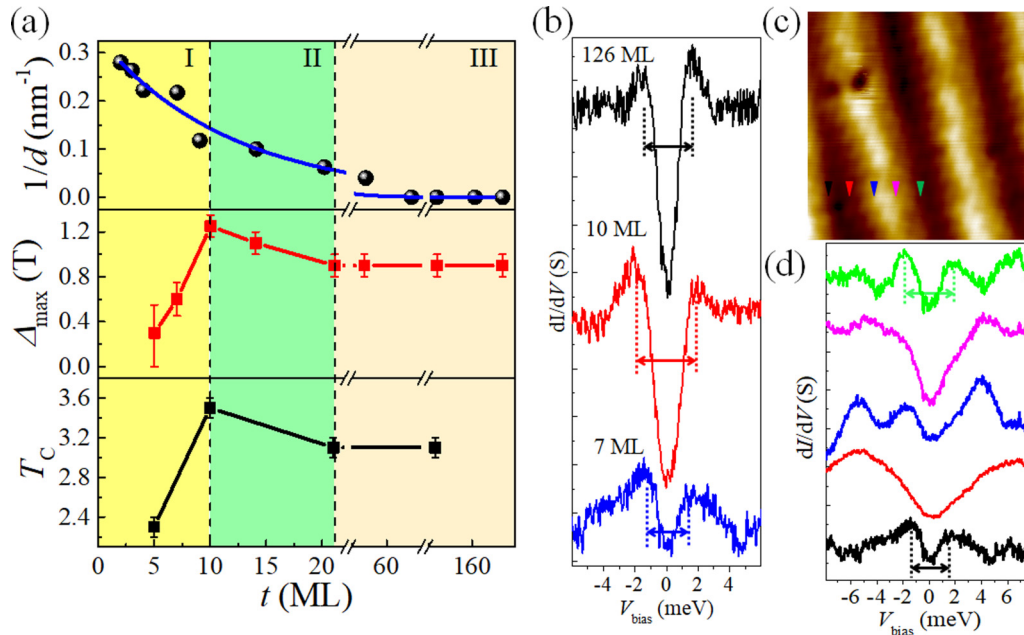 (a)
I II III
0.3
0.2
0.1
0.0
1/d (nm⁻¹)
1.2
0.8
0.4
0.0
Δmax (T)
3.6
3.2
2.8
2.4
TC
0 5 10 15 20 40 80 160
t (ML)
(b)
126 ML
10 ML
7 ML
dI/dV (S)
-4 -2 0 2 4
Vbias (meV)
(c)
(d)
dI/dV (S)
-8 -6 -4 -2 0 2 4 6
Vbias (meV)